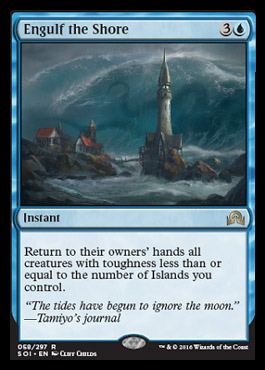 Engulf the Shore 3
Instant
Return to their owners' hands all
creatures with toughness less than or
equal to the number of Islands you
control.
“The tides have begun to ignore the moon.”
—Tamiyo's journal
058/297 R
SOI • EN Cliff Childs
™ & © 2016 Wizards of the Coast